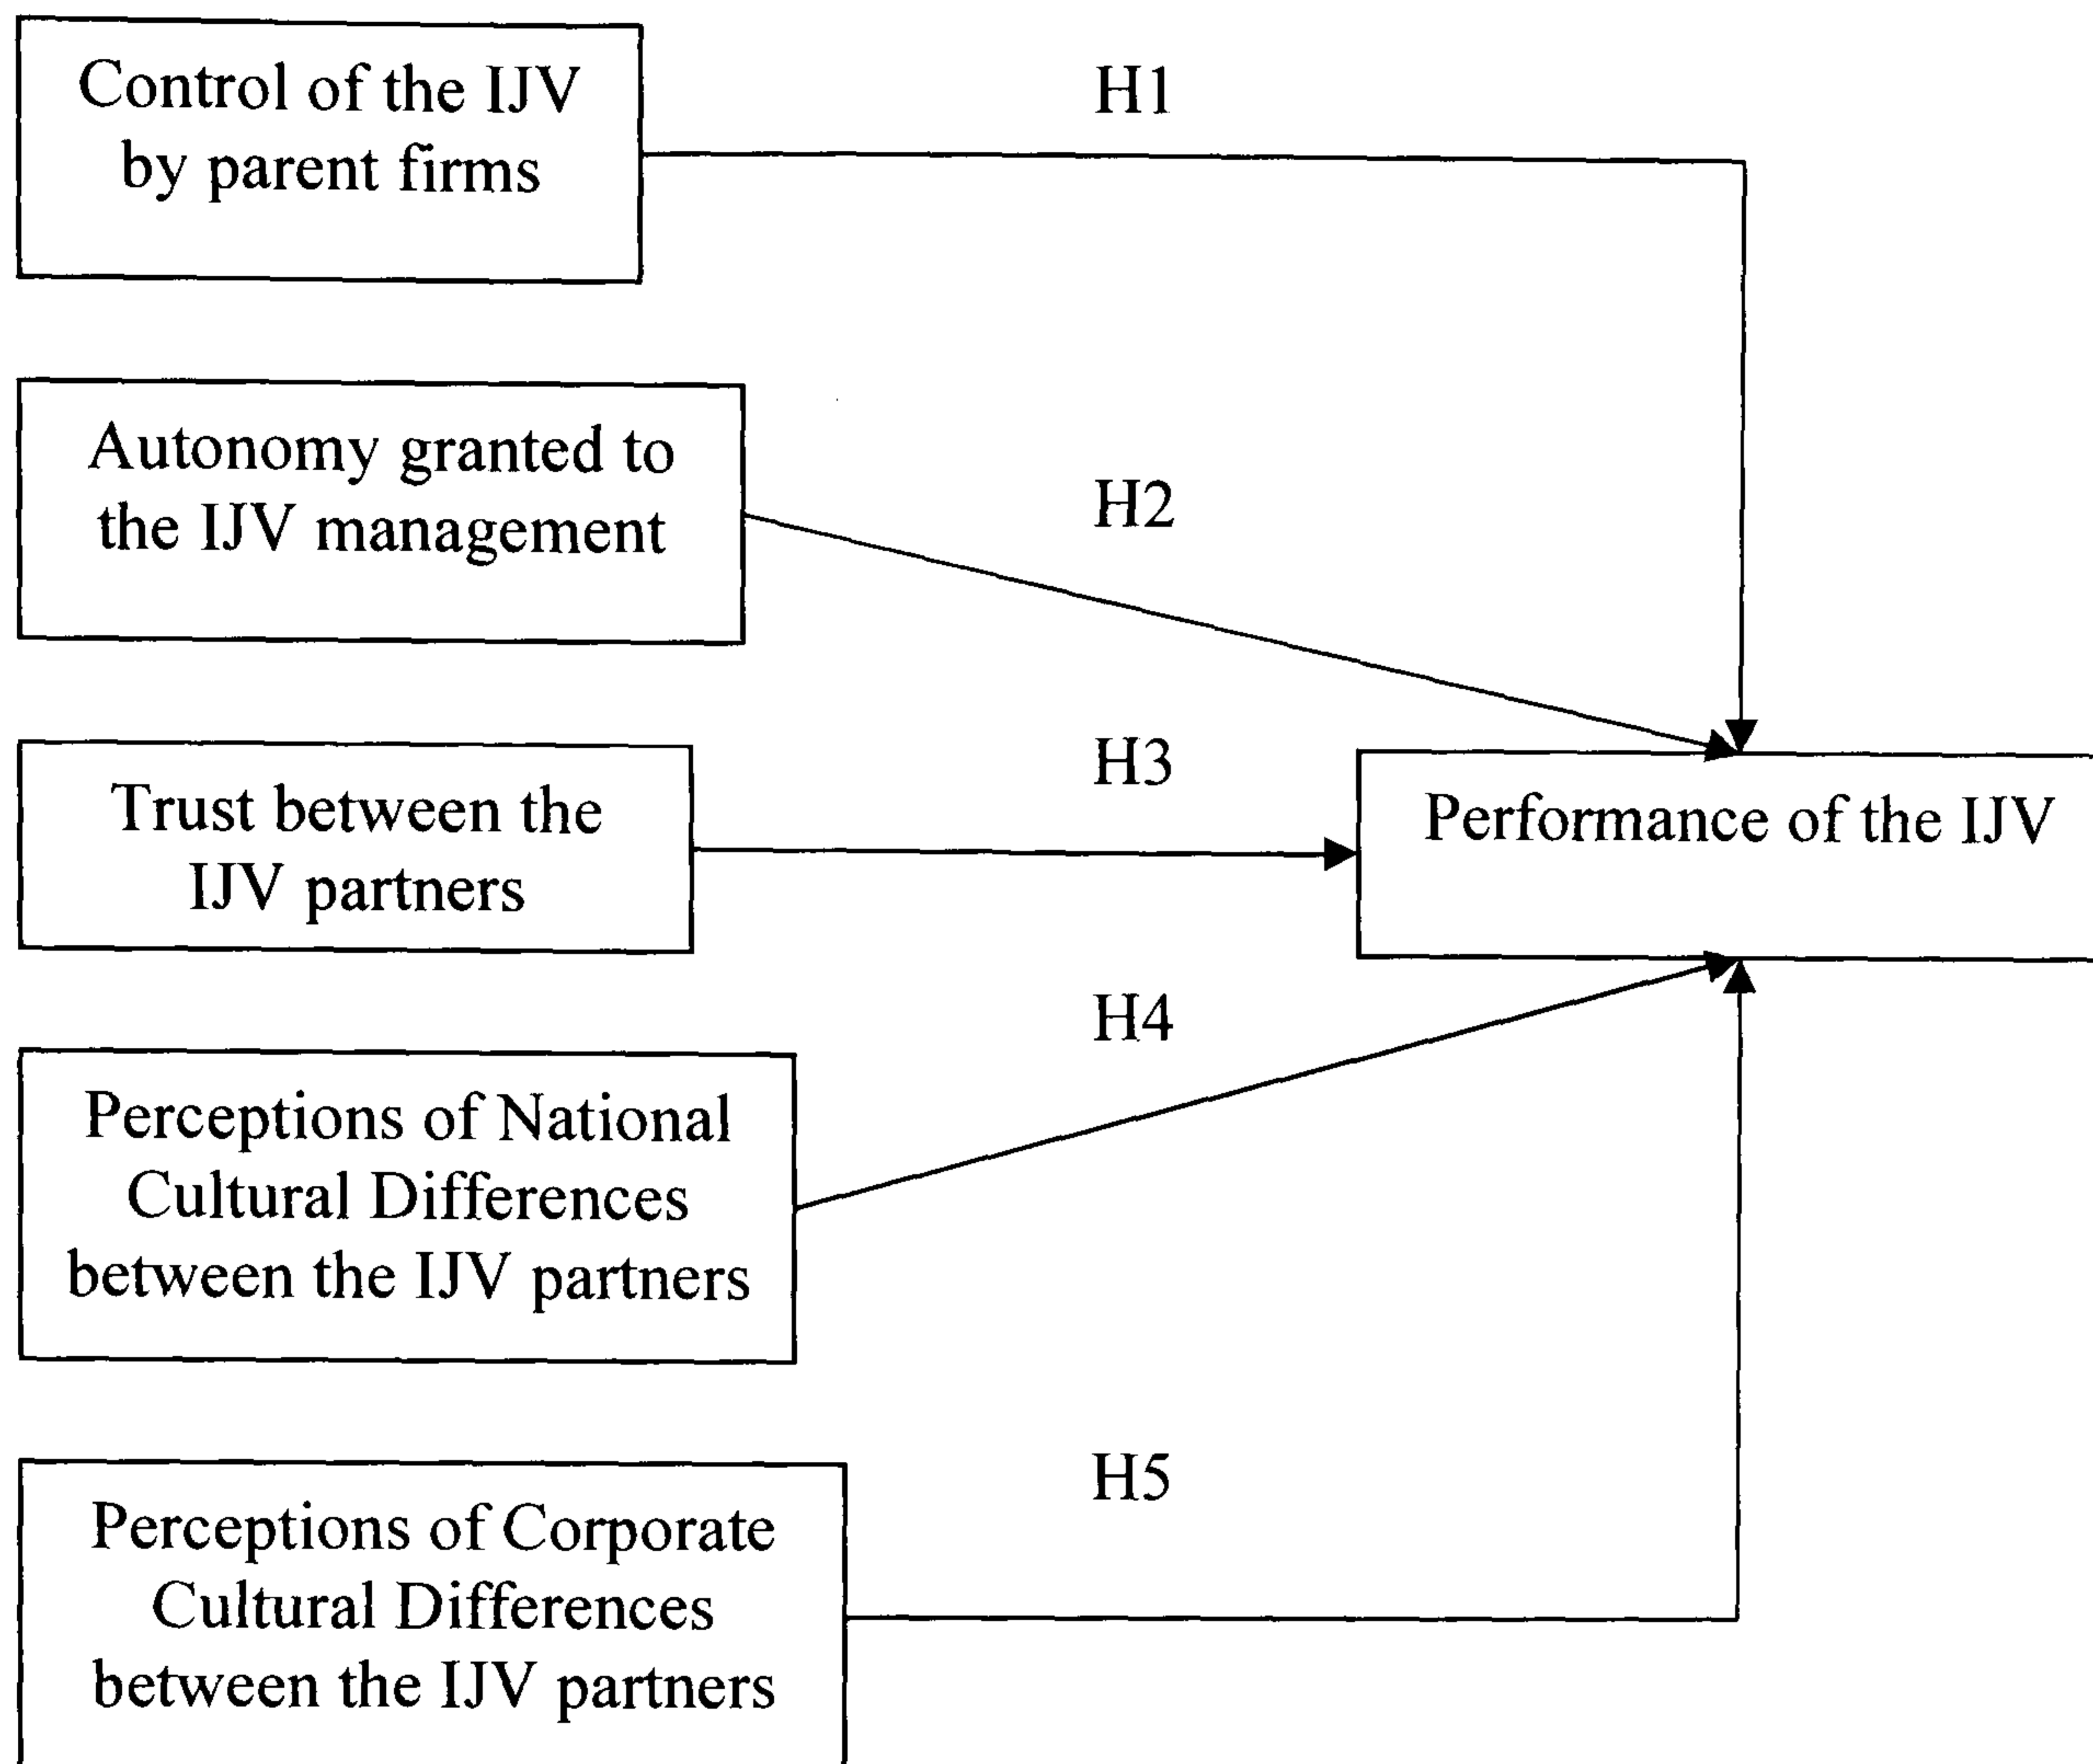 Control of the IJV
by parent firms
H1
Autonomy granted to
the IJV management
H2
Trust between the
IJV partners
H3
Performance of the IJV
Perceptions of National
Cultural Differences
between the IJV partners
H4
Perceptions of Corporate
Cultural Differences
between the IJV partners
H5